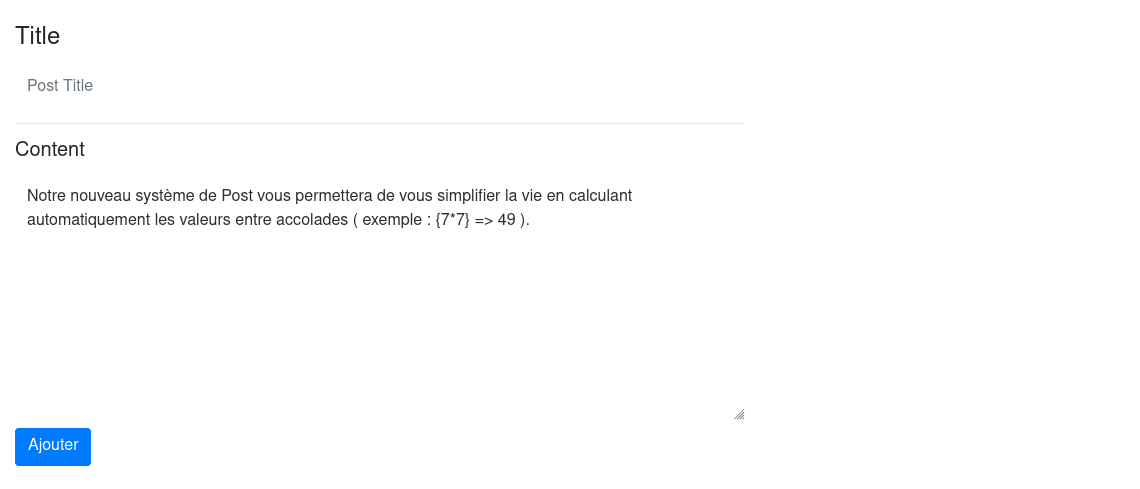 Title
Post Title
Content
Notre nouveau système de Post vous permettera de vous simplifier la vie en calculant
automatiquement les valeurs entre accolades ( exemple : {7*7} => 49 ).
Ajouter